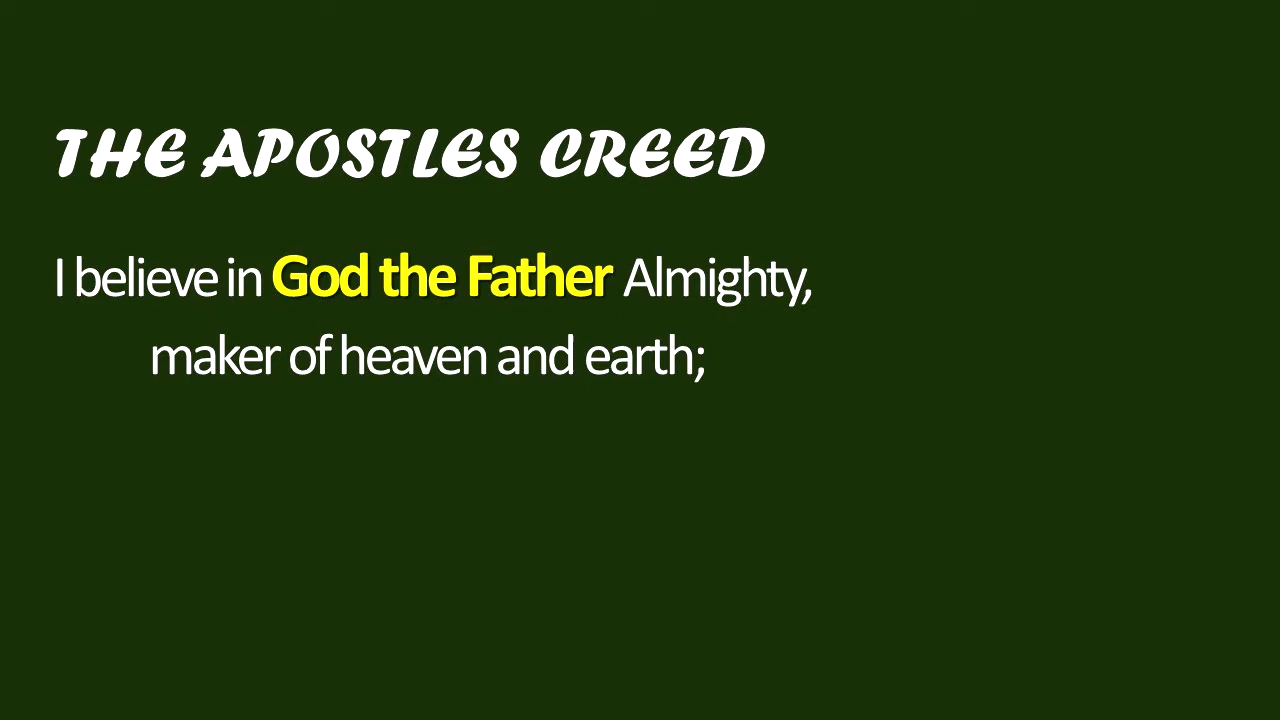 THE APOSTLES CREED
I believe in God the Father Almighty,
maker of heaven and earth;